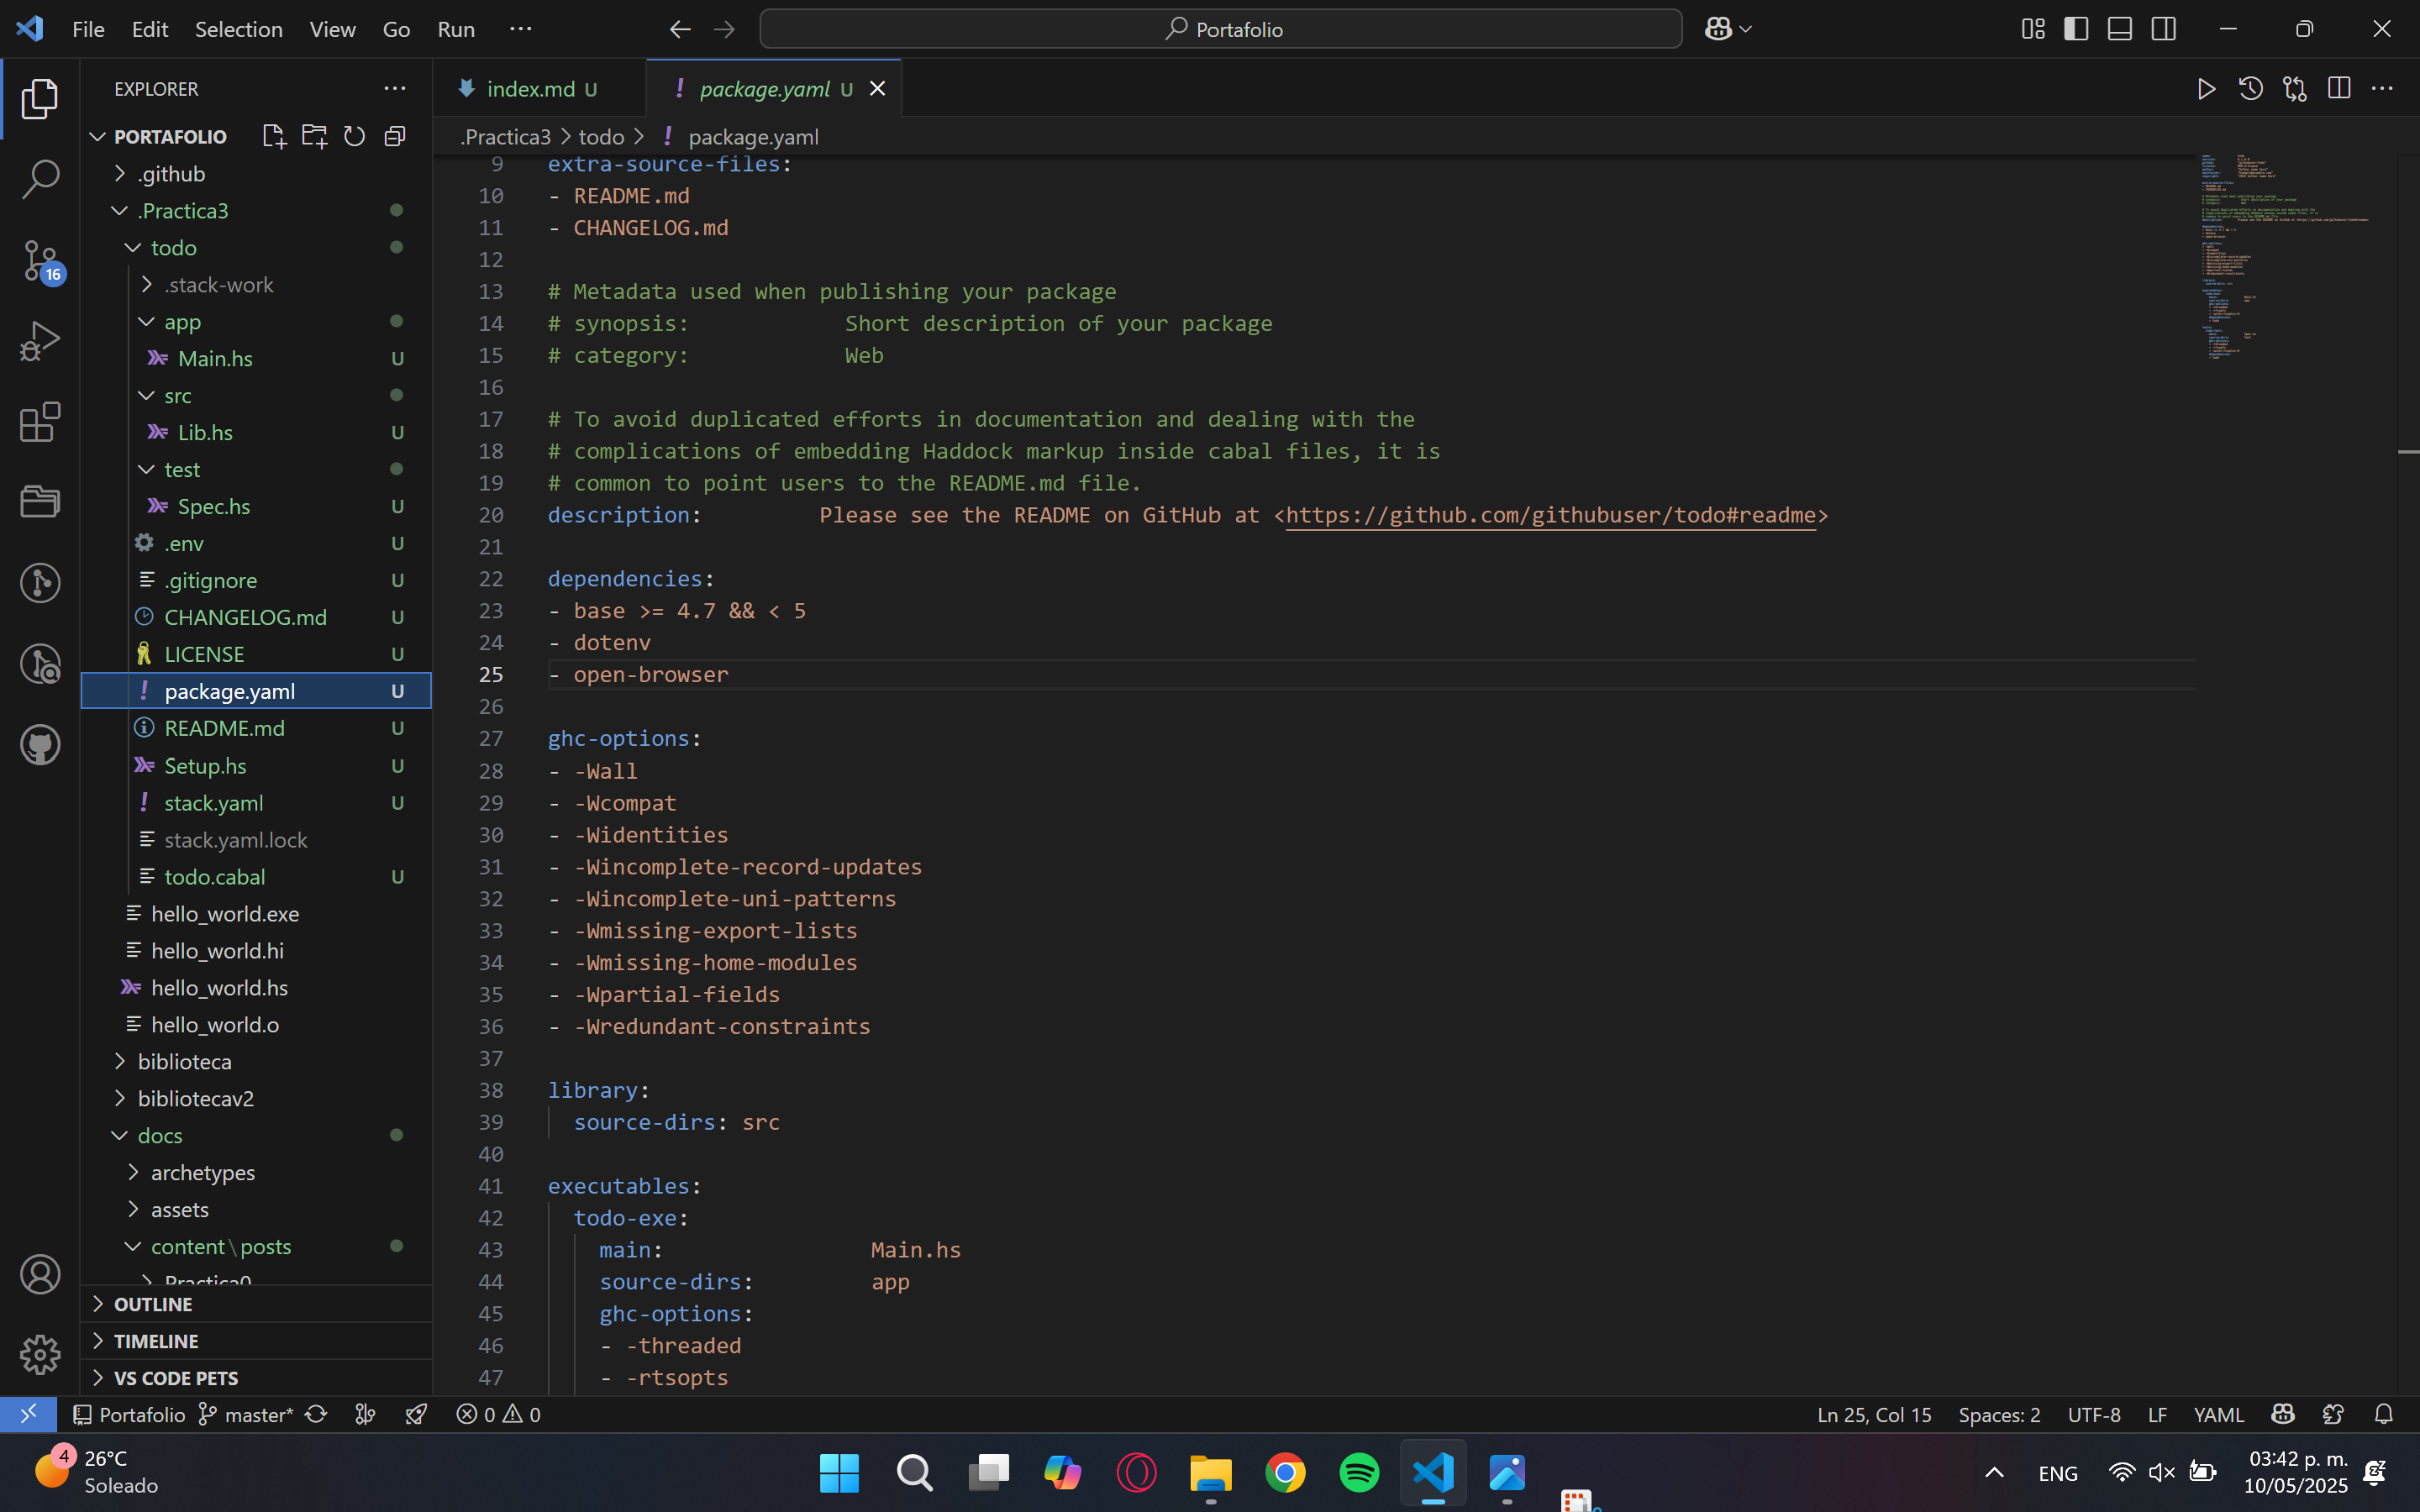 File Edit Selection View Go Run ···
Portafolio
EXPLORER
PORTAFOLIO
.github
.Practica3
todo
.stack-work
app
Main.hs U
src
Lib.hs U
test
Spec.hs U
.env U
.gitignore U
CHANGELOG.md U
LICENSE U
package.yaml U
README.md U
Setup.hs U
stack.yaml U
stack.yaml.lock
todo.cabal U
hello_world.exe
hello_world.hi
hello_world.hs
hello_world.o
biblioteca
bibliotecav2
docs
archetypes
assets
content\posts
Practica0
OUTLINE
TIMELINE
VS CODE PETS
16
index.md U
package.yaml U
.Practica3 > todo > ! package.yaml
9 extra-source-files:
10 - README.md
11 - CHANGELOG.md
12
13 # Metadata used when publishing your package
14 # synopsis:            Short description of your package
15 # category:            Web
16
17 # To avoid duplicated efforts in documentation and dealing with the
18 # complications of embedding Haddock markup inside cabal files, it is
19 # common to point users to the README.md file.
20 description:         Please see the README on GitHub at <https://github.com/githubuser/todo#readme>
21
22 dependencies:
23 - base >= 4.7 && < 5
24 - dotenv
25 - open-browser
26
27 ghc-options:
28 - -Wall
29 - -Wcompat
30 - -Widentities
31 - -Wincomplete-record-updates
32 - -Wincomplete-uni-patterns
33 - -Wmissing-export-lists
34 - -Wmissing-home-modules
35 - -Wpartial-fields
36 - -Wredundant-constraints
37
38 library:
39   source-dirs: src
40
41 executables:
42   todo-exe:
43     main:                Main.hs
44     source-dirs:         app
45     ghc-options:
46     - -threaded
47     - -rtsopts
Portafolio master* 0 0
Ln 25, Col 15 Spaces: 2 UTF-8 LF YAML
4
26°C
Soleado
ENG
03:42 p. m.
10/05/2025